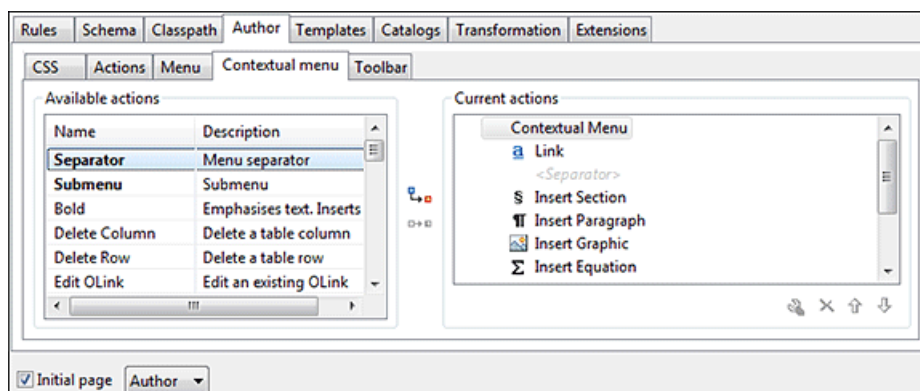 Rules Schema Classpath Author Templates Catalogs Transformation Extensions
CSS Actions Menu Contextual menu Toolbar
Available actions
Name Description
Separator Menu separator
Submenu Submenu
Bold Emphasises text. Inserts
Delete Column Delete a table column
Delete Row Delete a table row
Edit OLink Edit an existing OLink
Current actions
Contextual Menu
a Link
<Separator>
§ Insert Section
¶ Insert Paragraph
Insert Graphic
Σ Insert Equation
Initial page Author